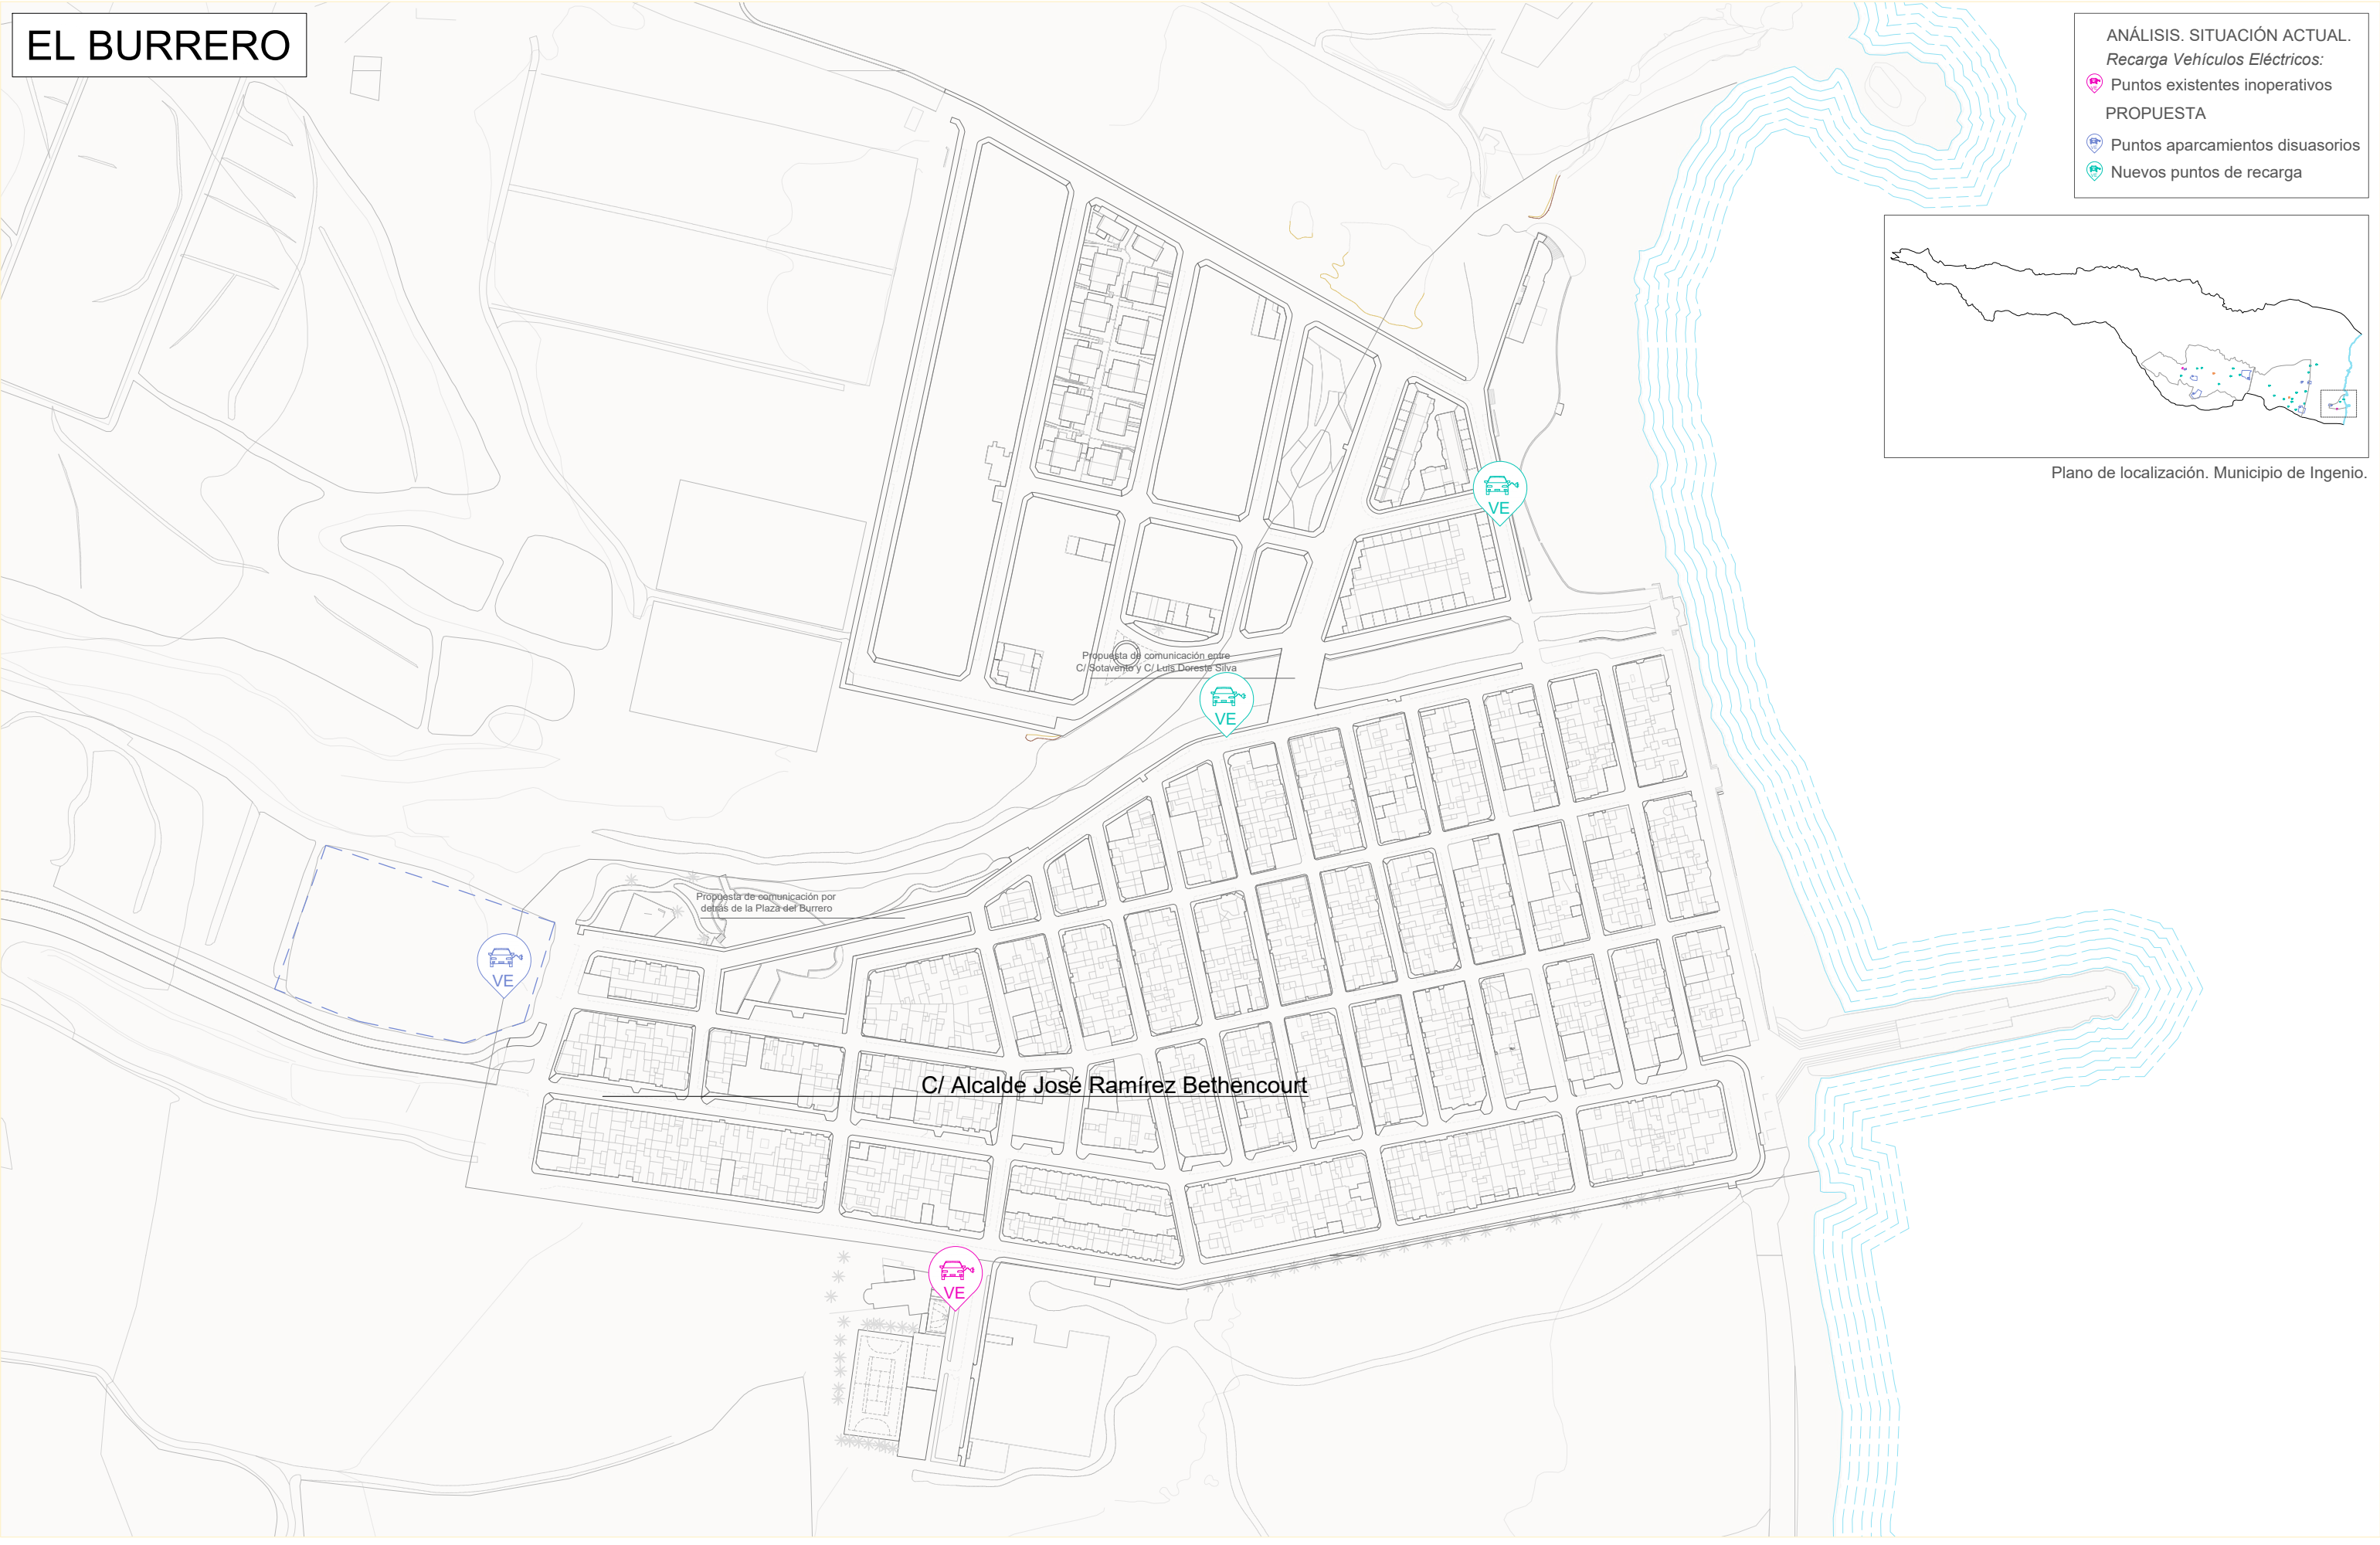 EL BURRERO
ANÁLISIS. SITUACIÓN ACTUAL.
Recarga Vehículos Eléctricos:
Puntos existentes inoperativos
PROPUESTA
Puntos aparcamientos disuasorios
Nuevos puntos de recarga
Plano de localización. Municipio de Ingenio.
VE
Propuesta de comunicación entre
C/ Sotavento y C/ Luis Doreste Silva
VE
Propuesta de comunicación por
detrás de la Plaza del Burrero
VE
C/ Alcalde José Ramírez Bethencourt
VE